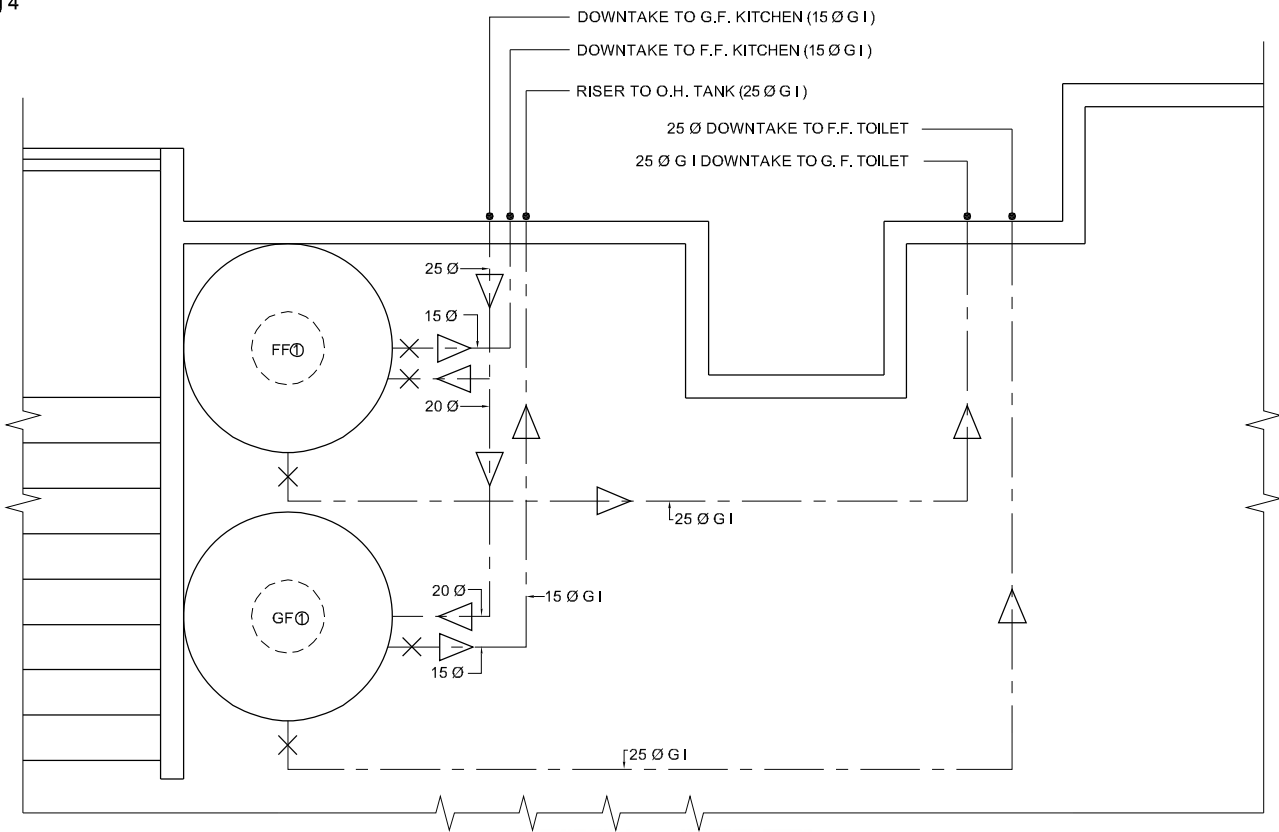 DOWNTAKE TO G.F. KITCHEN (15 Ø G I)
DOWNTAKE TO F.F. KITCHEN (15 Ø G I)
RISER TO O.H. TANK (25 Ø G I)
25 Ø DOWNTAKE TO F.F. TOILET
25 Ø G I DOWNTAKE TO G. F. TOILET
25 Ø
15 Ø
FF①
20 Ø
25 Ø G I
20 Ø
15 Ø G I
GF①
15 Ø
25 Ø G I